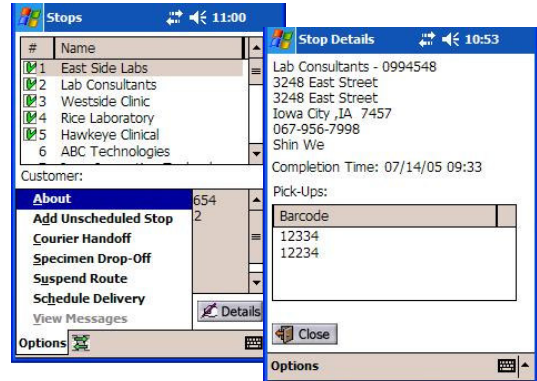 Stops
11:00
# Name
1 East Side Labs
2 Lab Consultants
3 Westside Clinic
4 Rice Laboratory
5 Hawkeye Clinical
6 ABC Technologies
Customer:
654
2
About
Add Unscheduled Stop
Courier Handoff
Specimen Drop-Off
Suspend Route
Schedule Delivery
View Messages
Details
Options
Stop Details
10:53
Lab Consultants - 0994548
3248 East Street
3248 East Street
Iowa City ,IA 7457
067-956-7998
Shin We
Completion Time: 07/14/05 09:33
Pick-Ups:
Barcode
12334
12234
Close
Options